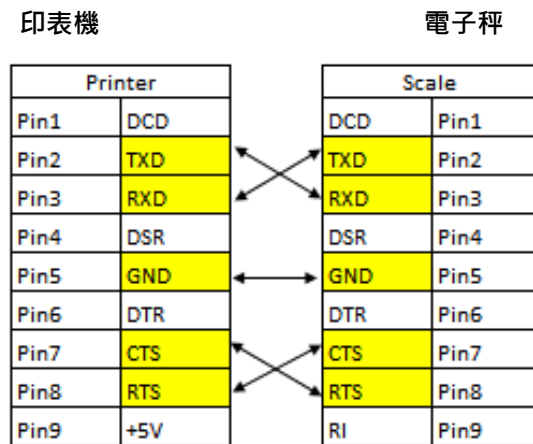 印表機 電子秤
Printer Scale
Pin1 DCD DCD Pin1
Pin2 TXD TXD Pin2
Pin3 RXD RXD Pin3
Pin4 DSR DSR Pin4
Pin5 GND GND Pin5
Pin6 DTR DTR Pin6
Pin7 CTS CTS Pin7
Pin8 RTS RTS Pin8
Pin9 +5V RI Pin9